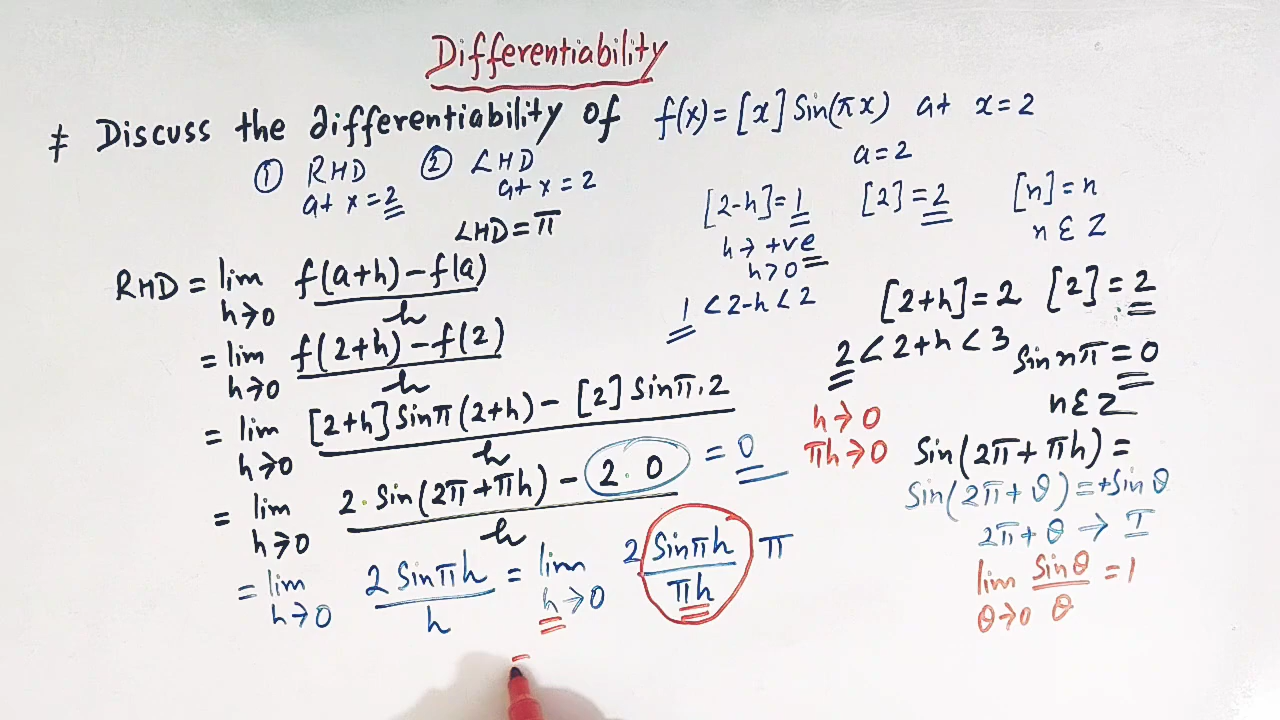 Differentiability
# Discuss the differentiability of f(x)=[x] Sin(πx) at x=2
a=2
① RHD at x=2
② LHD at x=2
LHD=π
[2-h]=1
h→+ve
h>0
1<2-h<2
[2]=2
[n]=n
n∈Z
RHD = lim h→0 f(a+h)-f(a) / h
= lim h→0 f(2+h)-f(2) / h
= lim h→0 [2+h]Sinπ(2+h) - [2] Sinπ.2 / h
= lim h→0 2.Sin(2π+πh) - 2.0 / h
= 0
= lim h→0 2 Sinπh / h = lim h→0 2 Sinπh / πh π
=
[2+h]=2 [2]=2
2<2+h<3
Sin nπ=0
n∈Z
h→0
πh→0
Sin(2π+πh)=
Sin(2π+θ)=+Sinθ
2π+θ→I
lim θ→0 Sinθ / θ =1